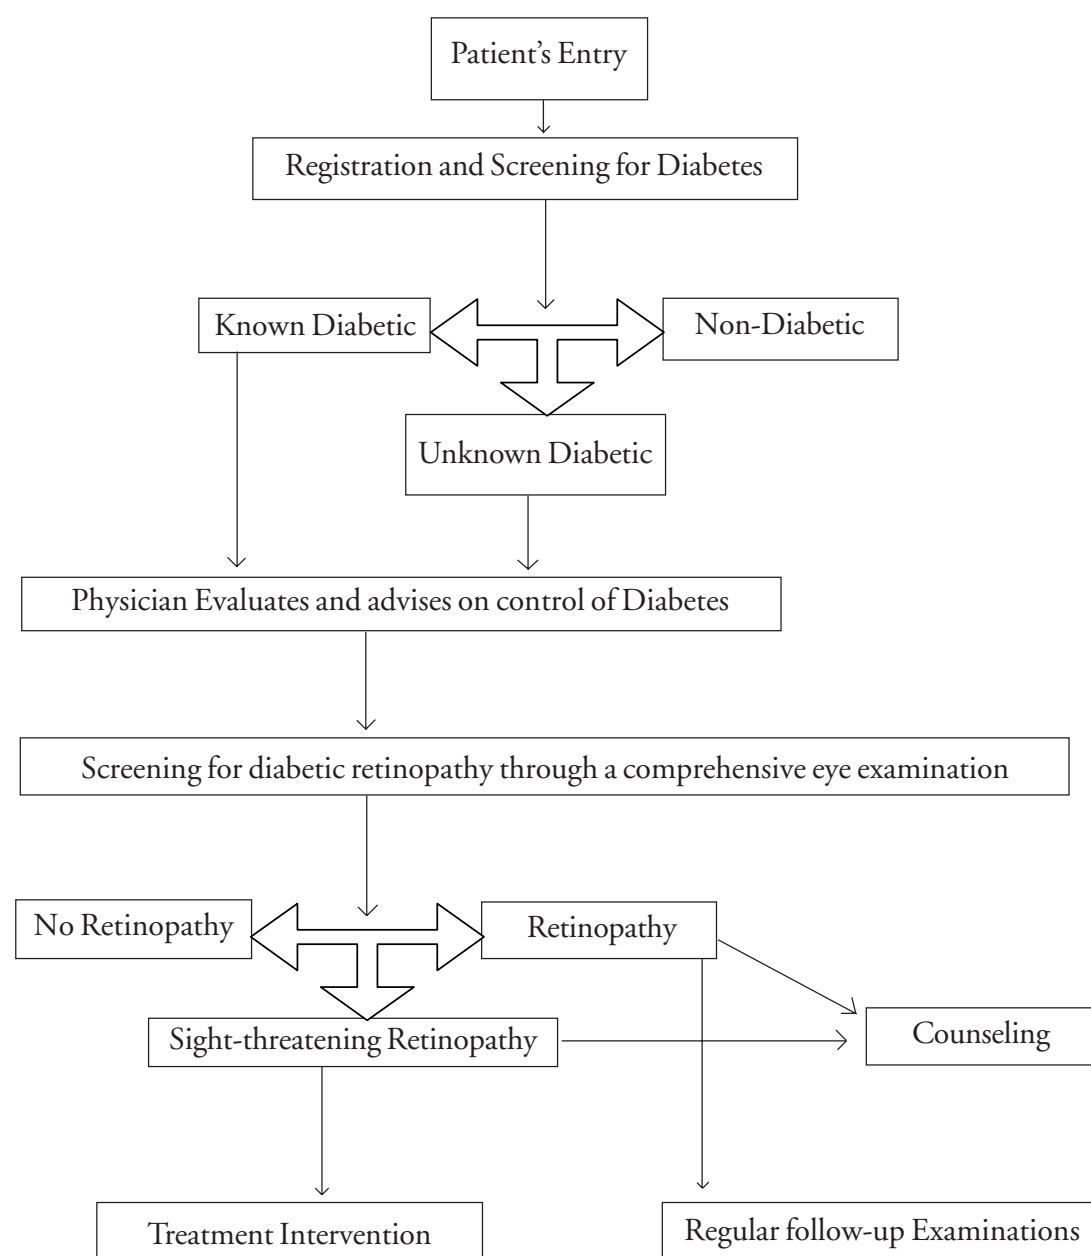 Patient’s Entry
Registration and Screening for Diabetes
Known Diabetic
Non-Diabetic
Unknown Diabetic
Physician Evaluates and advises on control of Diabetes
Screening for diabetic retinopathy through a comprehensive eye examination
No Retinopathy
Retinopathy
Sight-threatening Retinopathy
Counseling
Treatment Intervention
Regular follow-up Examinations